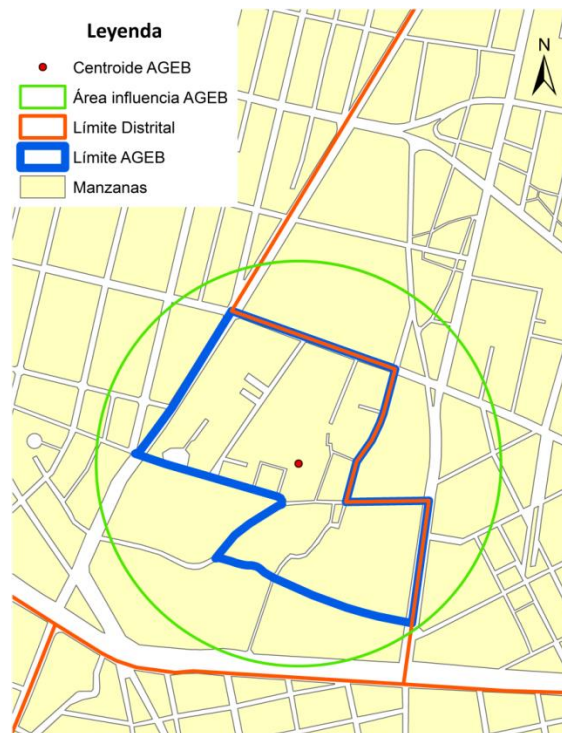 Leyenda
Centroide AGEB
Área influencia AGEB
Límite Distrital
Límite AGEB
Manzanas
N